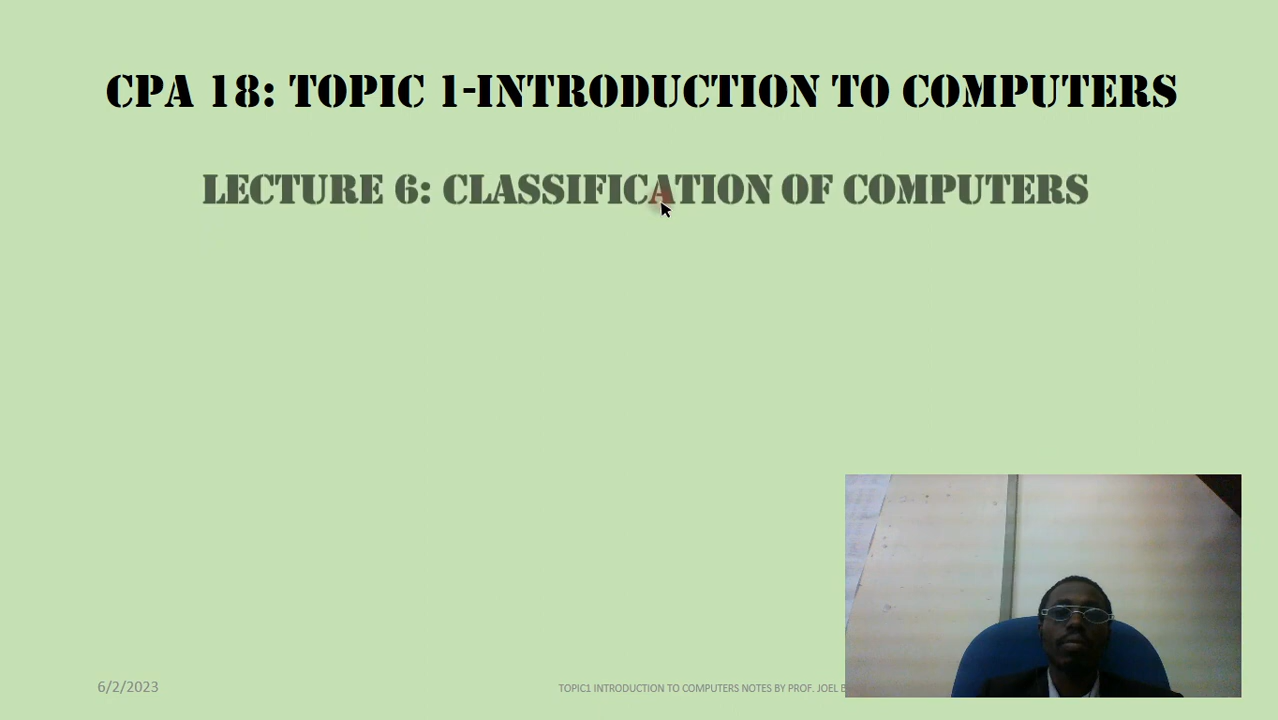 CPA 18: TOPIC 1-INTRODUCTION TO COMPUTERS
LECTURE 6: CLASSIFICATION OF COMPUTERS
6/2/2023
TOPIC1 INTRODUCTION TO COMPUTERS NOTES BY PROF. JOEL